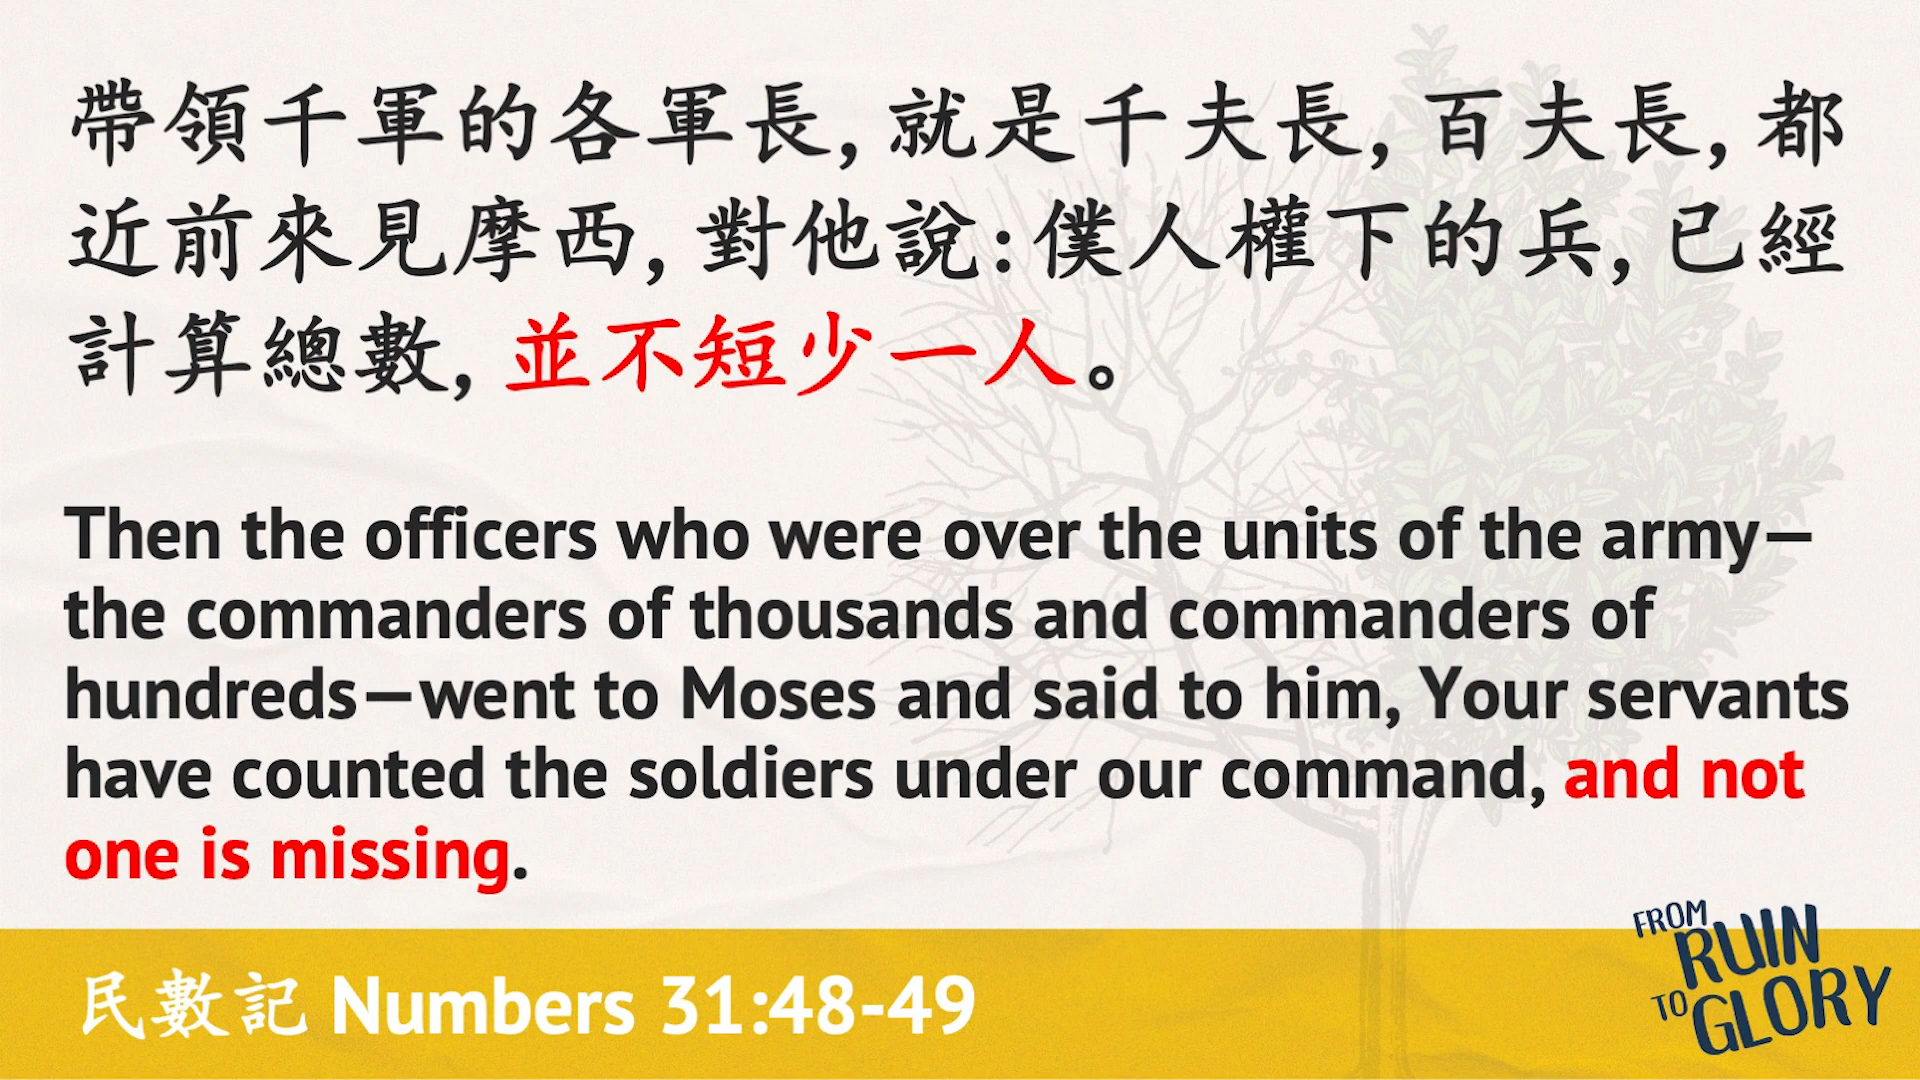 帶領千軍的各軍長,就是千夫長,百夫長,都
近前來見摩西,對他說:僕人權下的兵,已經
計算總數,並不短少一人。
Then the officers who were over the units of the army—
the commanders of thousands and commanders of
hundreds—went to Moses and said to him, Your servants
have counted the soldiers under our command, and not
one is missing.
民數記 Numbers 31:48-49
FROM
RUIN
TO
GLORY